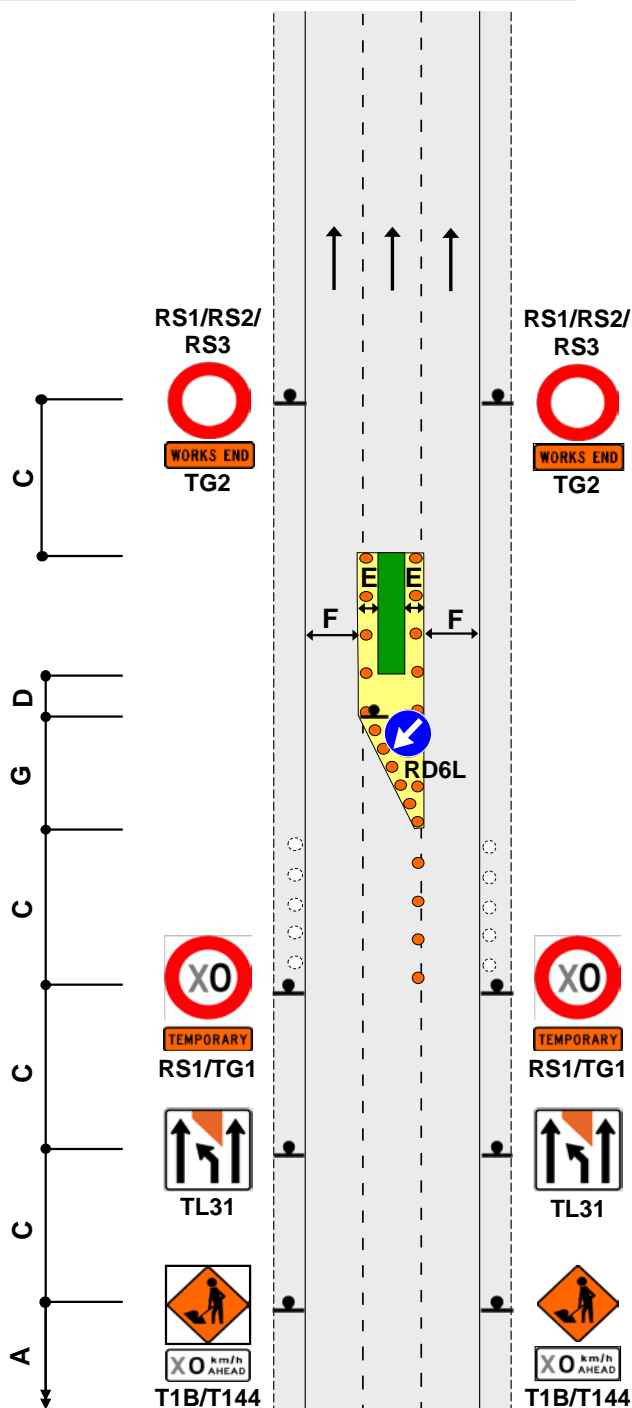 RS1/RS2/
RS3
WORKS END
TG2
RS1/RS2/
RS3
WORKS END
TG2
C
E
E
F
F
D
G
RD6L
C
X0
TEMPORARY
RS1/TG1
X0
TEMPORARY
RS1/TG1
C
TL31
TL31
C
X0 km/h
AHEAD
T1B/T144
X0 km/h
AHEAD
T1B/T144
A